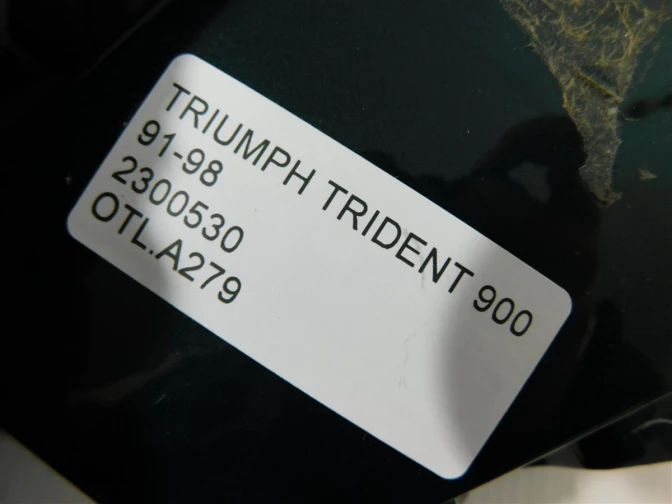 TRIUMPH TRIDENT 900
91-98
2300530
OTL.A279